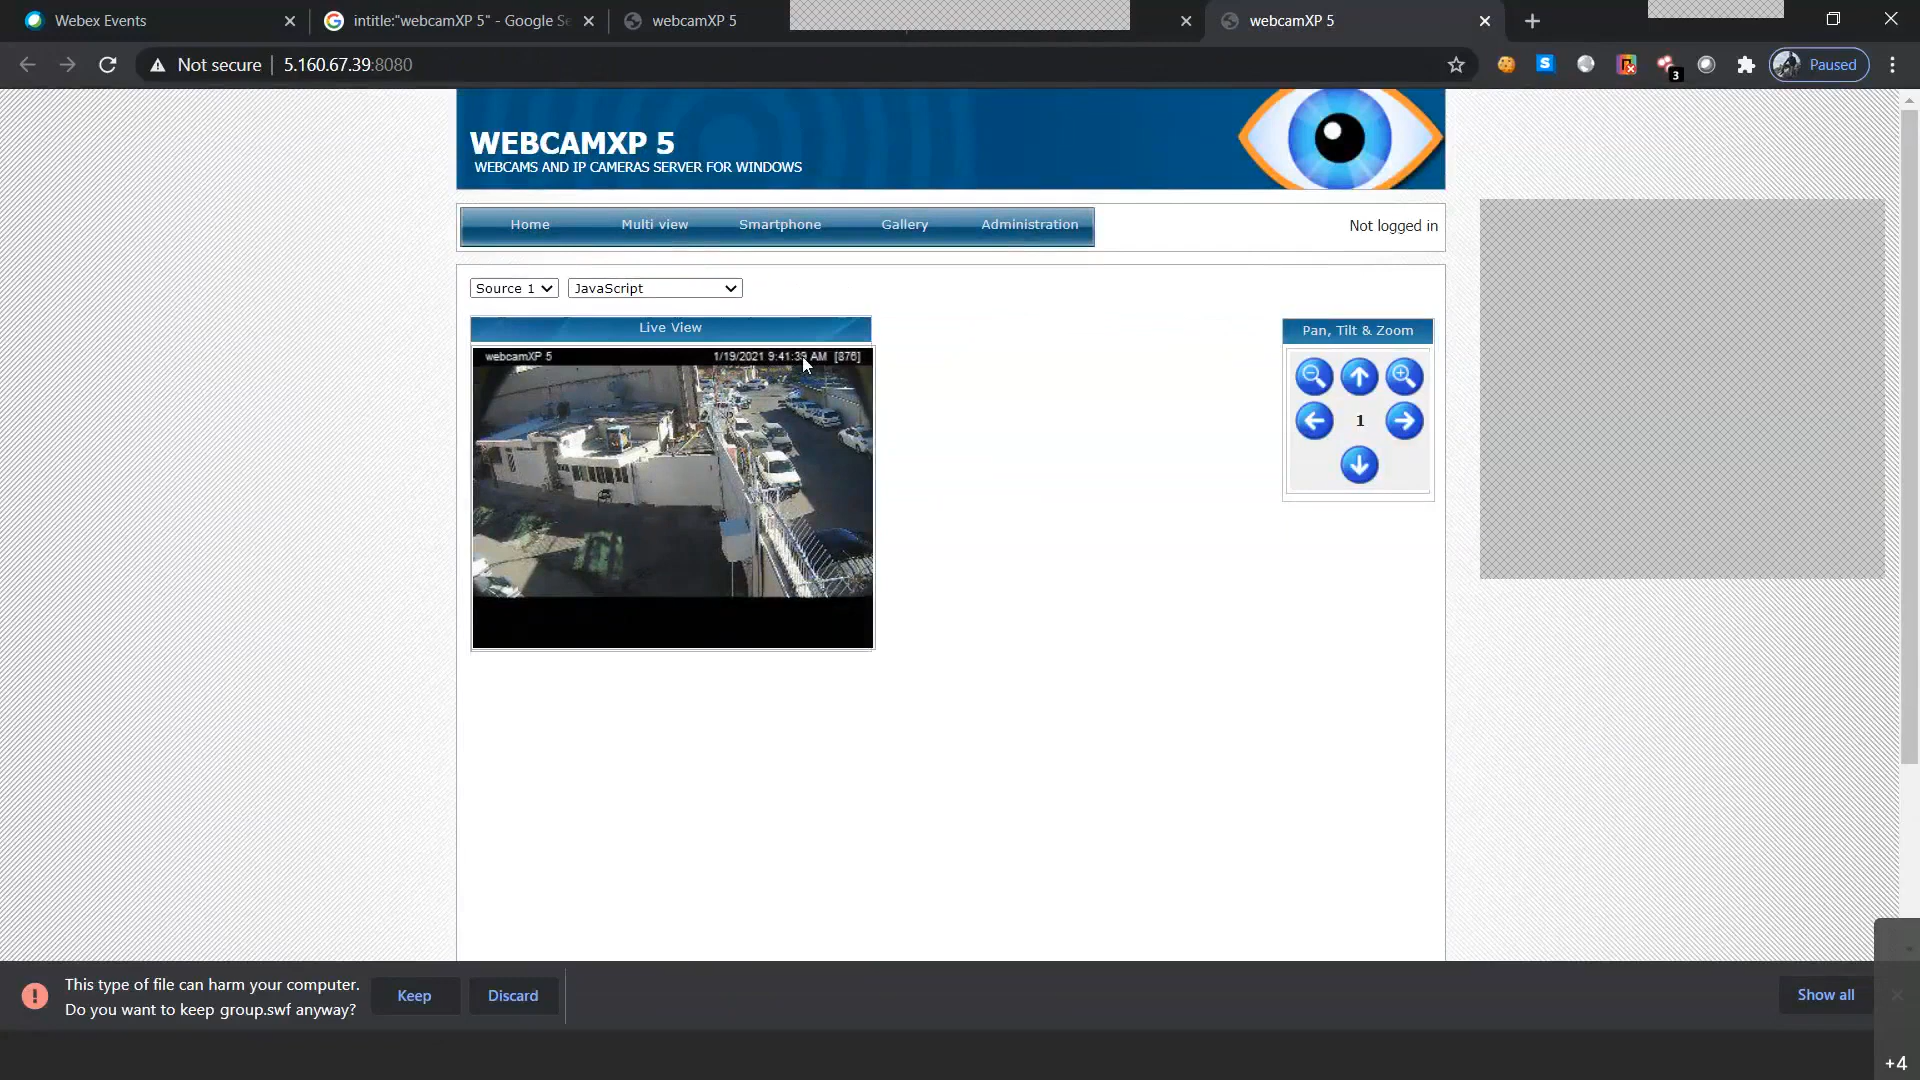 Webex Events
intitle:"webcamXP 5" - Google Se
webcamXP 5
webcamXP 5
Not secure
5.160.67.39:8080
3
Paused
WEBCAMXP 5
WEBCAMS AND IP CAMERAS SERVER FOR WINDOWS
Home
Multi view
Smartphone
Gallery
Administration
Not logged in
Source 1
JavaScript
Live View
Pan, Tilt & Zoom
webcamXP 5
1/19/2021 9:41:39 AM [876]
1
This type of file can harm your computer.
Do you want to keep group.swf anyway?
Keep
Discard
Show all
+4